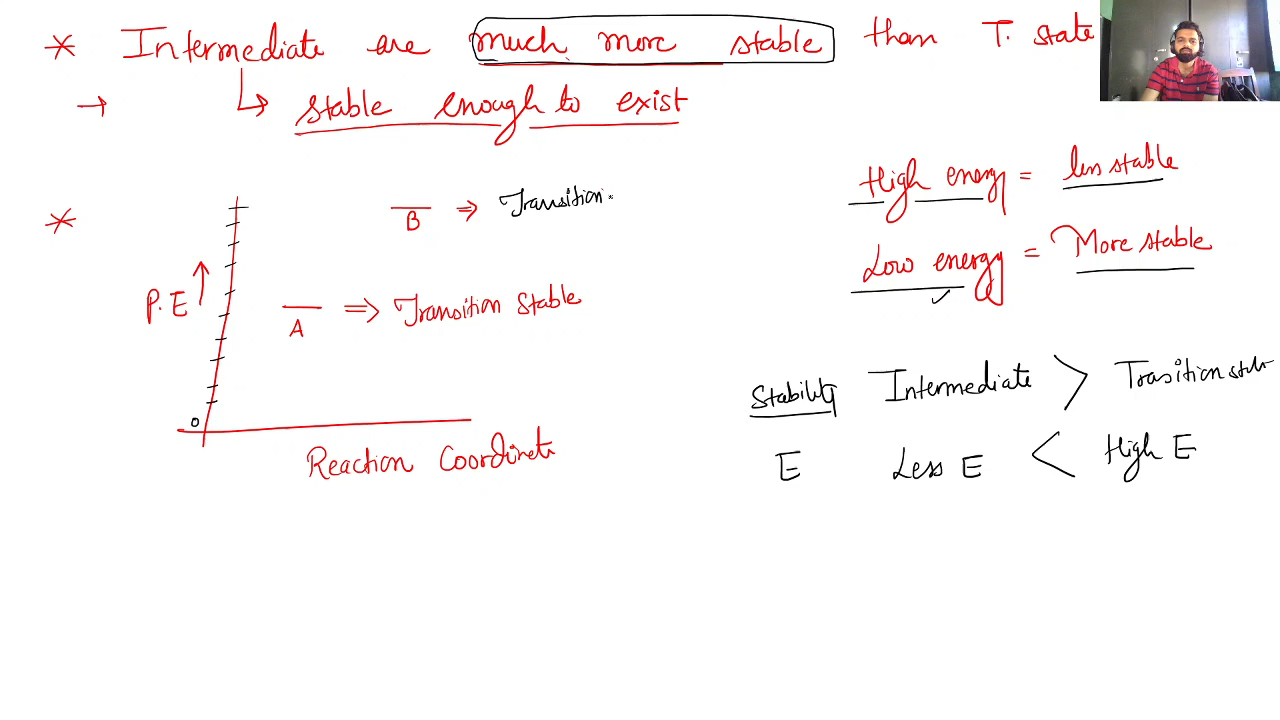 * Intermediate are much more stable than T. state
→ ↳ stable enough to exist
High energy = less stable
* B ⇒ Transition
Low energy = More stable
P.E ↑
A ⇒ Transition Stable
Stability Intermediate > Trasition state
0
E Less E < High E
Reaction Coordinate